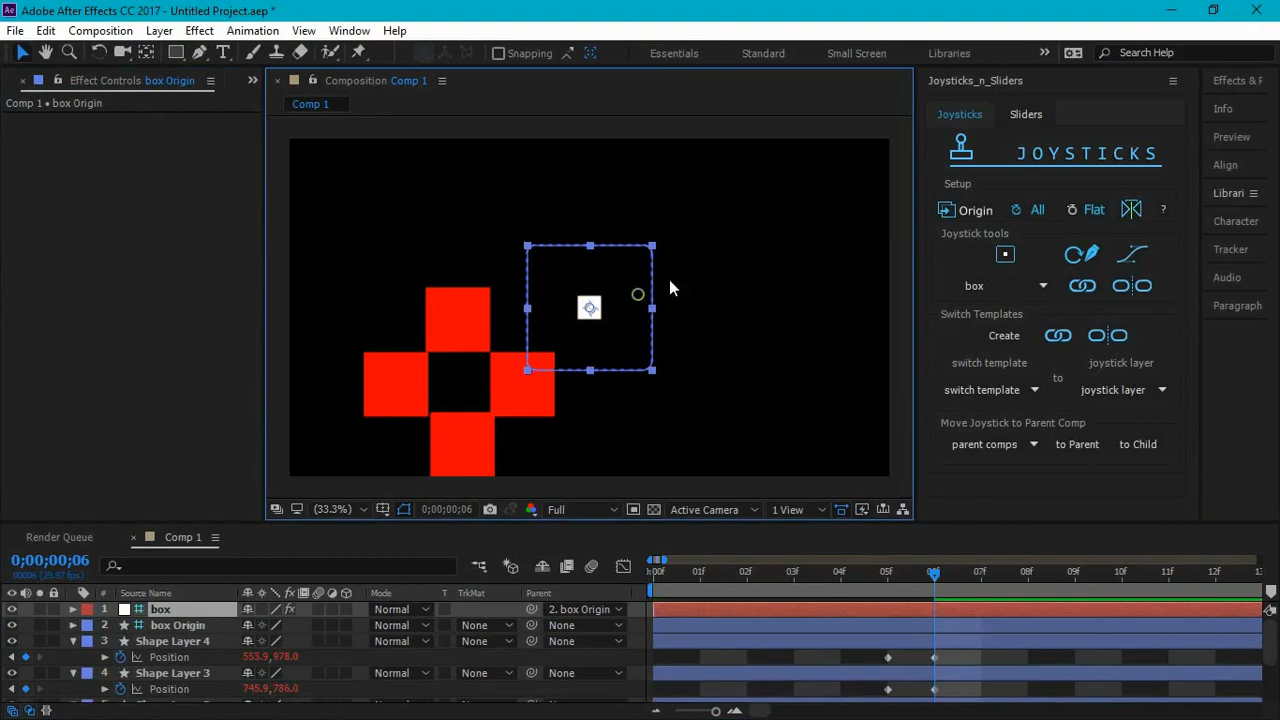 Adobe After Effects CC 2017 - Untitled Project.aep *
File Edit Composition Layer Effect Animation View Window Help
Snapping Essentials Standard Small Screen Libraries Search Help
Effect Controls box Origin
Composition Comp 1
Joysticks_n_Sliders
Effects & P
Comp 1 • box Origin
Comp 1
Joysticks Sliders
Info
JOYSTICKS
Preview
Align
Setup
Librari
Origin All Flat ?
Character
Joystick tools
Tracker
box
Audio
Paragraph
Switch Templates
Create
switch template joystick layer
to
switch template joystick layer
Move Joystick to Parent Comp
parent comps to Parent to Child
(33.3%) 0;00;00;06 Full Active Camera 1 View
Render Queue Comp 1
0;00;00;06
00006 (29.97 fps)
:00f 01f 02f 03f 04f 05f 06f 07f 08f 09f 10f 11f 12f 13
# Source Name Mode T TrkMat Parent
1 box Normal 2. box Origin
2 box Origin Normal None None
3 Shape Layer 4 Normal None None
Position 553.9,978.0
4 Shape Layer 3 Normal None None
Position 745.9,786.0